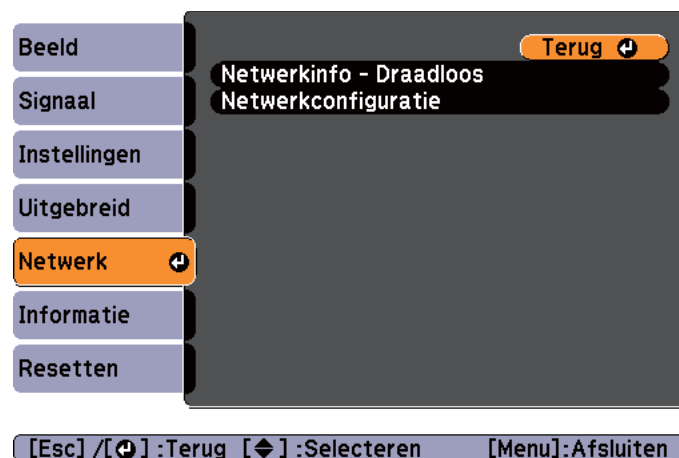 Beeld
Signaal
Instellingen
Uitgebreid
Netwerk
Informatie
Resetten
Terug
Netwerkinfo - Draadloos
Netwerkconfiguratie
[Esc] /[⏎] :Terug [◆] :Selecteren [Menu]:Afsluiten